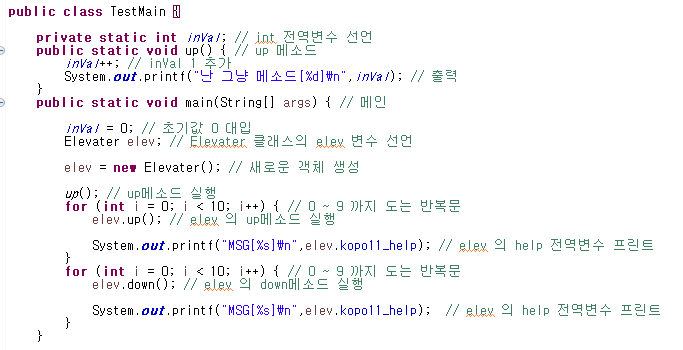 public class TestMain {
private static int inVal; // int 전역변수 선언
public static void up() { // up 메소드
inVal++; // inVal 1 추가
System.out.printf("난 그냥 메소드[%d]\n",inVal); // 출력
}
public static void main(String[] args) { // 메인
inVal = 0; // 초기값 0 대입
Elevater elev; // Elevater 클래스의 elev 변수 선언
elev = new Elevater(); // 새로운 객체 생성
up(); // up메소드 실행
for (int i = 0; i < 10; i++) { // 0 ~ 9 까지 도는 반복문
elev.up(); // elev 의 up메소드 실행
System.out.printf("MSG[%s]\n",elev.kopo11_help); // elev 의 help 전역변수 프린트
}
for (int i = 0; i < 10; i++) { // 0 ~ 9 까지 도는 반복문
elev.down(); // elev 의 down메소드 실행
System.out.printf("MSG[%s]\n",elev.kopo11_help);  // elev 의 help 전역변수 프린트
}
}